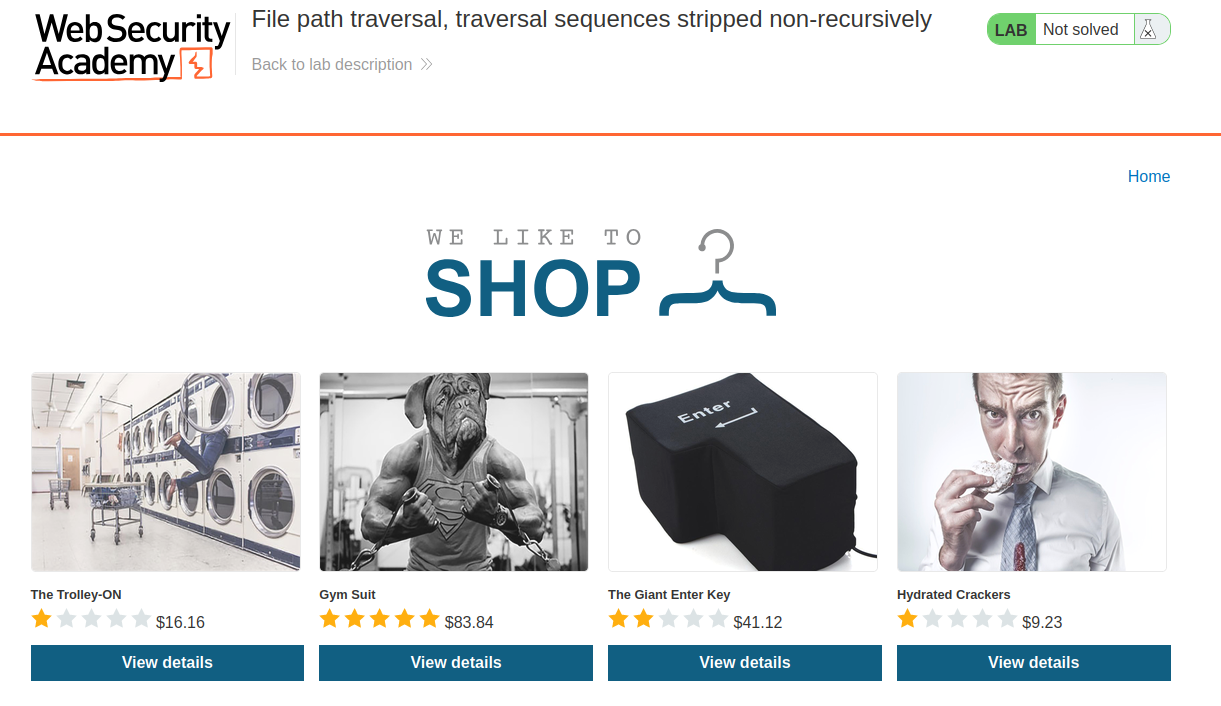 Web Security
Academy
File path traversal, traversal sequences stripped non-recursively
Back to lab description
LAB Not solved
Home
WE LIKE TO
SHOP
Enter
The Trolley-ON
$16.16
View details
Gym Suit
$83.84
View details
The Giant Enter Key
$41.12
View details
Hydrated Crackers
$9.23
View details